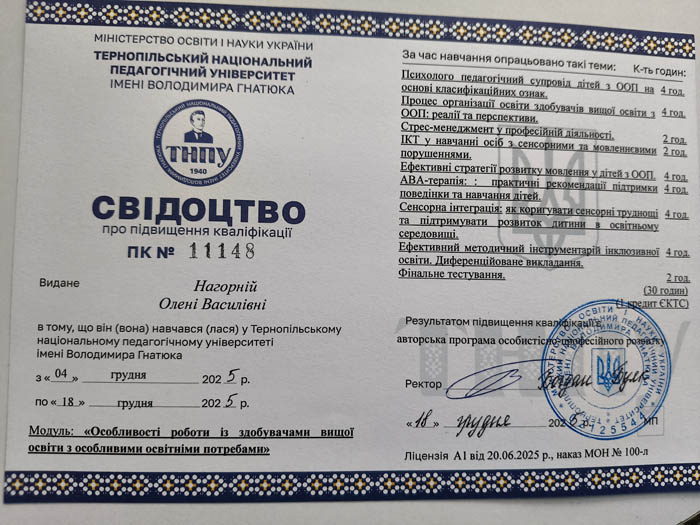 МІНІСТЕРСТВО ОСВІТИ І НАУКИ УКРАЇНИ
ТЕРНОПІЛЬСЬКИЙ НАЦІОНАЛЬНИЙ
ПЕДАГОГІЧНИЙ УНІВЕРСИТЕТ
ІМЕНІ ВОЛОДИМИРА ГНАТЮКА
ТНПУ
1940
СВІДОЦТВО
про підвищення кваліфікації
ПК № 11148
Видане Нагорній
Олені Василівні
в тому, що він (вона) навчався (лася) у Тернопільському
національному педагогічному університеті
імені Володимира Гнатюка
з «04» грудня 2025 р.
по «18» грудня 2025 р.
Модуль: «Особливості роботи із здобувачами вищої
освіти з особливими освітніми потребами»
За час навчання опрацьовано такі теми: К-ть годин:
Психолого педагогічний супровід дітей з ООП на 4 год.
основі класифікаційних ознак.
Процес організації освіти здобувачів вищої освіти з 4 год.
ООП: реалії та перспективи.
Стрес-менеджмент у професійній діяльності. 2 год.
ІКТ у навчанні осіб з сенсорними та мовленнєвими 2 год.
порушеннями.
Ефективні стратегії розвитку мовлення у дітей з ООП. 4 год.
АВА-терапія: : практичні рекомендації підтримки 4 год.
поведінки та навчання дітей.
Сенсорна інтеграція: як коригувати сенсорні труднощі 4 год.
та підтримувати розвиток дитини в освітньому
середовищі.
Ефективний методичний інструментарій інклюзивної 4 год.
освіти. Диференційоване викладання.
Фінальне тестування. 2 год.
(30 годин)
(1 кредит ЄКТС)
Результатом підвищення кваліфікації є
авторська програма особистісно-професійного розвитку
Ректор Богдан Буяк
«18» грудня 2025 р.
МП
Ліцензія А1 від 20.06.2025 р., наказ МОН № 100-л